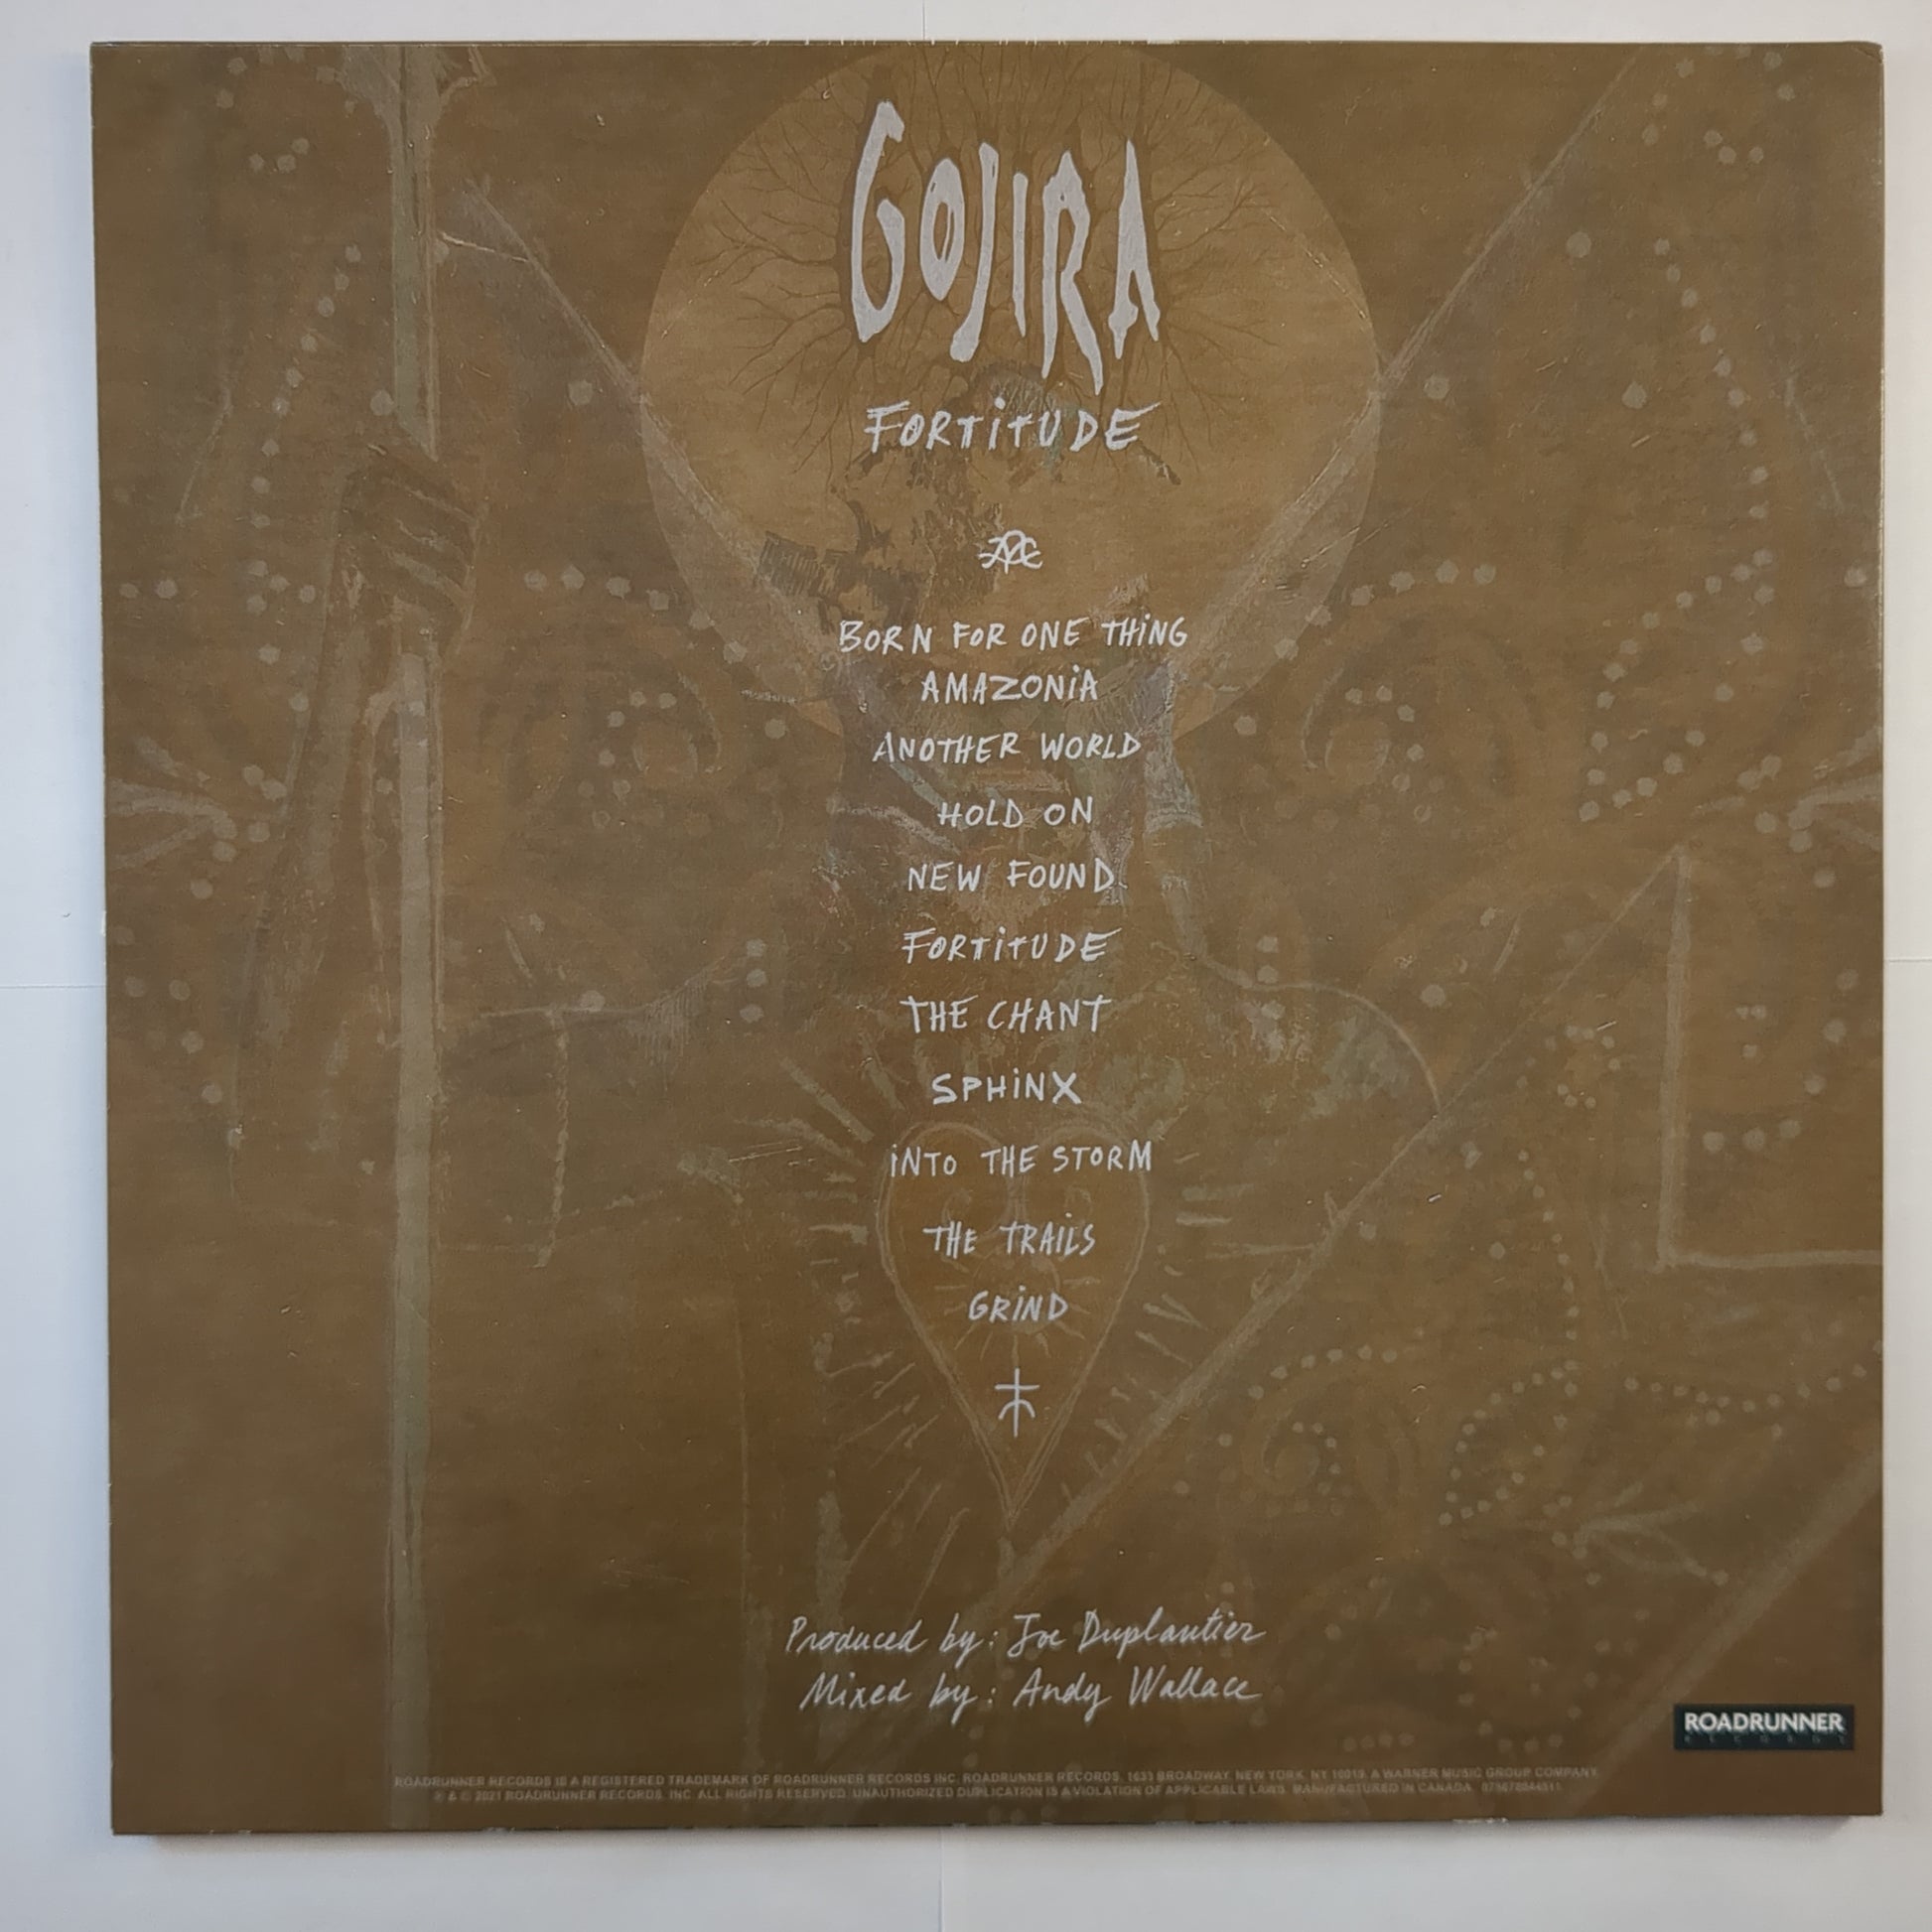 GOJIRA
FORTITUDE
BORN FOR ONE THING
AMAZONIA
ANOTHER WORLD
HOLD ON
NEW FOUND
FORTITUDE
THE CHANT
SPHINX
INTO THE STORM
THE TRAILS
GRIND
Produced by: Joe Duplantier
Mixed by: Andy Wallace
ROADRUNNER
RECORDS
ROADRUNNER RECORDS IS A REGISTERED TRADEMARK OF ROADRUNNER RECORDS INC. ROADRUNNER RECORDS, 1633 BROADWAY, NEW YORK, NY 10019. A WARNER MUSIC GROUP COMPANY.
℗ & © 2021 ROADRUNNER RECORDS, INC. ALL RIGHTS RESERVED. UNAUTHORIZED DUPLICATION IS A VIOLATION OF APPLICABLE LAWS. MANUFACTURED IN CANADA.